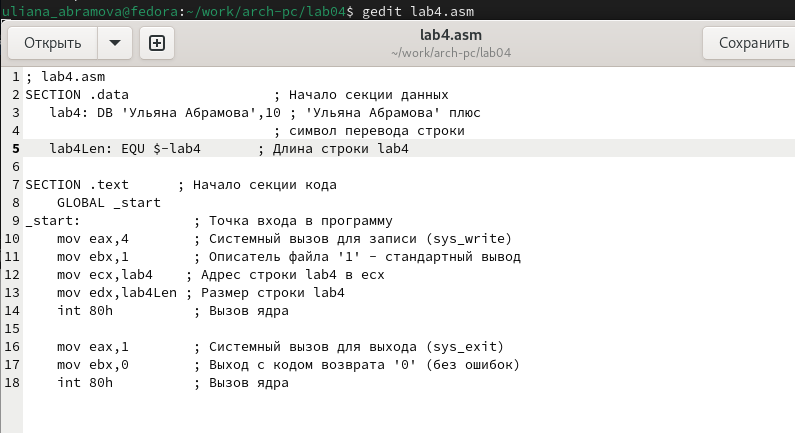 uliana_abramova@fedora:~/work/arch-pc/lab04$ gedit lab4.asm
Открыть
lab4.asm
~/work/arch-pc/lab04
Сохранить
1 ; lab4.asm
2 SECTION .data                  ; Начало секции данных
3    lab4: DB 'Ульяна Абрамова',10 ; 'Ульяна Абрамова' плюс
4                                ; символ перевода строки
5    lab4Len: EQU $-lab4       ; Длина строки lab4
6
7 SECTION .text      ; Начало секции кода
8     GLOBAL _start
9 _start:              ; Точка входа в программу
10     mov eax,4        ; Системный вызов для записи (sys_write)
11     mov ebx,1        ; Описатель файла '1' - стандартный вывод
12     mov ecx,lab4    ; Адрес строки lab4 в ecx
13     mov edx,lab4Len ; Размер строки lab4
14     int 80h          ; Вызов ядра
15
16     mov eax,1        ; Системный вызов для выхода (sys_exit)
17     mov ebx,0        ; Выход с кодом возврата '0' (без ошибок)
18     int 80h          ; Вызов ядра